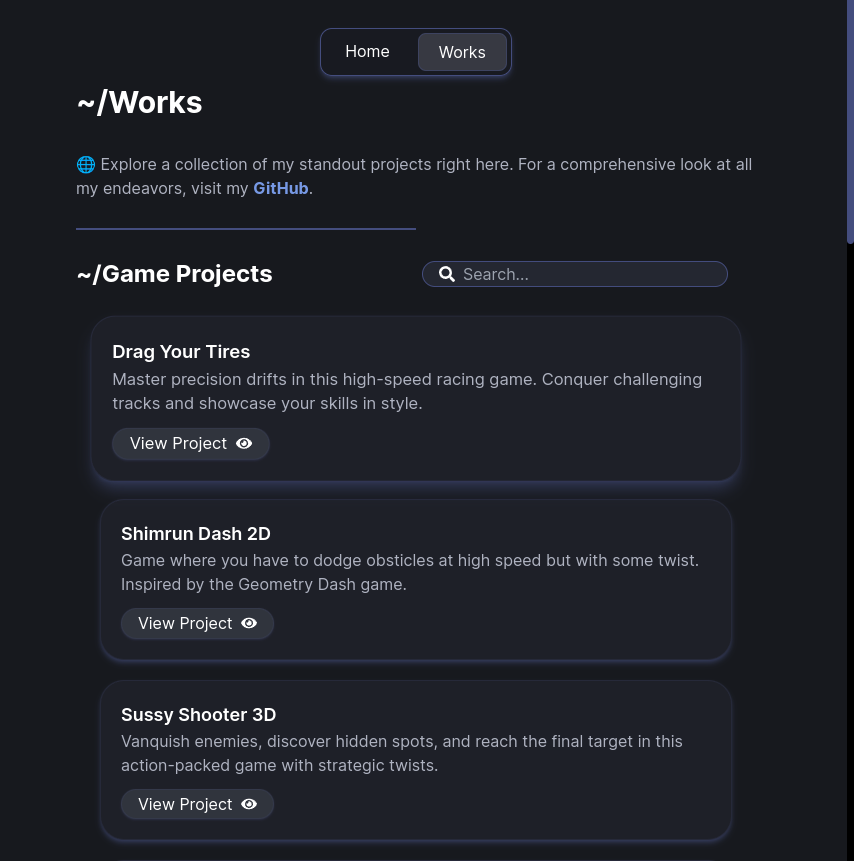 Home Works
~/Works
🌐 Explore a collection of my standout projects right here. For a comprehensive look at all
my endeavors, visit my GitHub.
~/Game Projects
Search...
Drag Your Tires
Master precision drifts in this high-speed racing game. Conquer challenging
tracks and showcase your skills in style.
View Project
Shimrun Dash 2D
Game where you have to dodge obsticles at high speed but with some twist.
Inspired by the Geometry Dash game.
View Project
Sussy Shooter 3D
Vanquish enemies, discover hidden spots, and reach the final target in this
action-packed game with strategic twists.
View Project